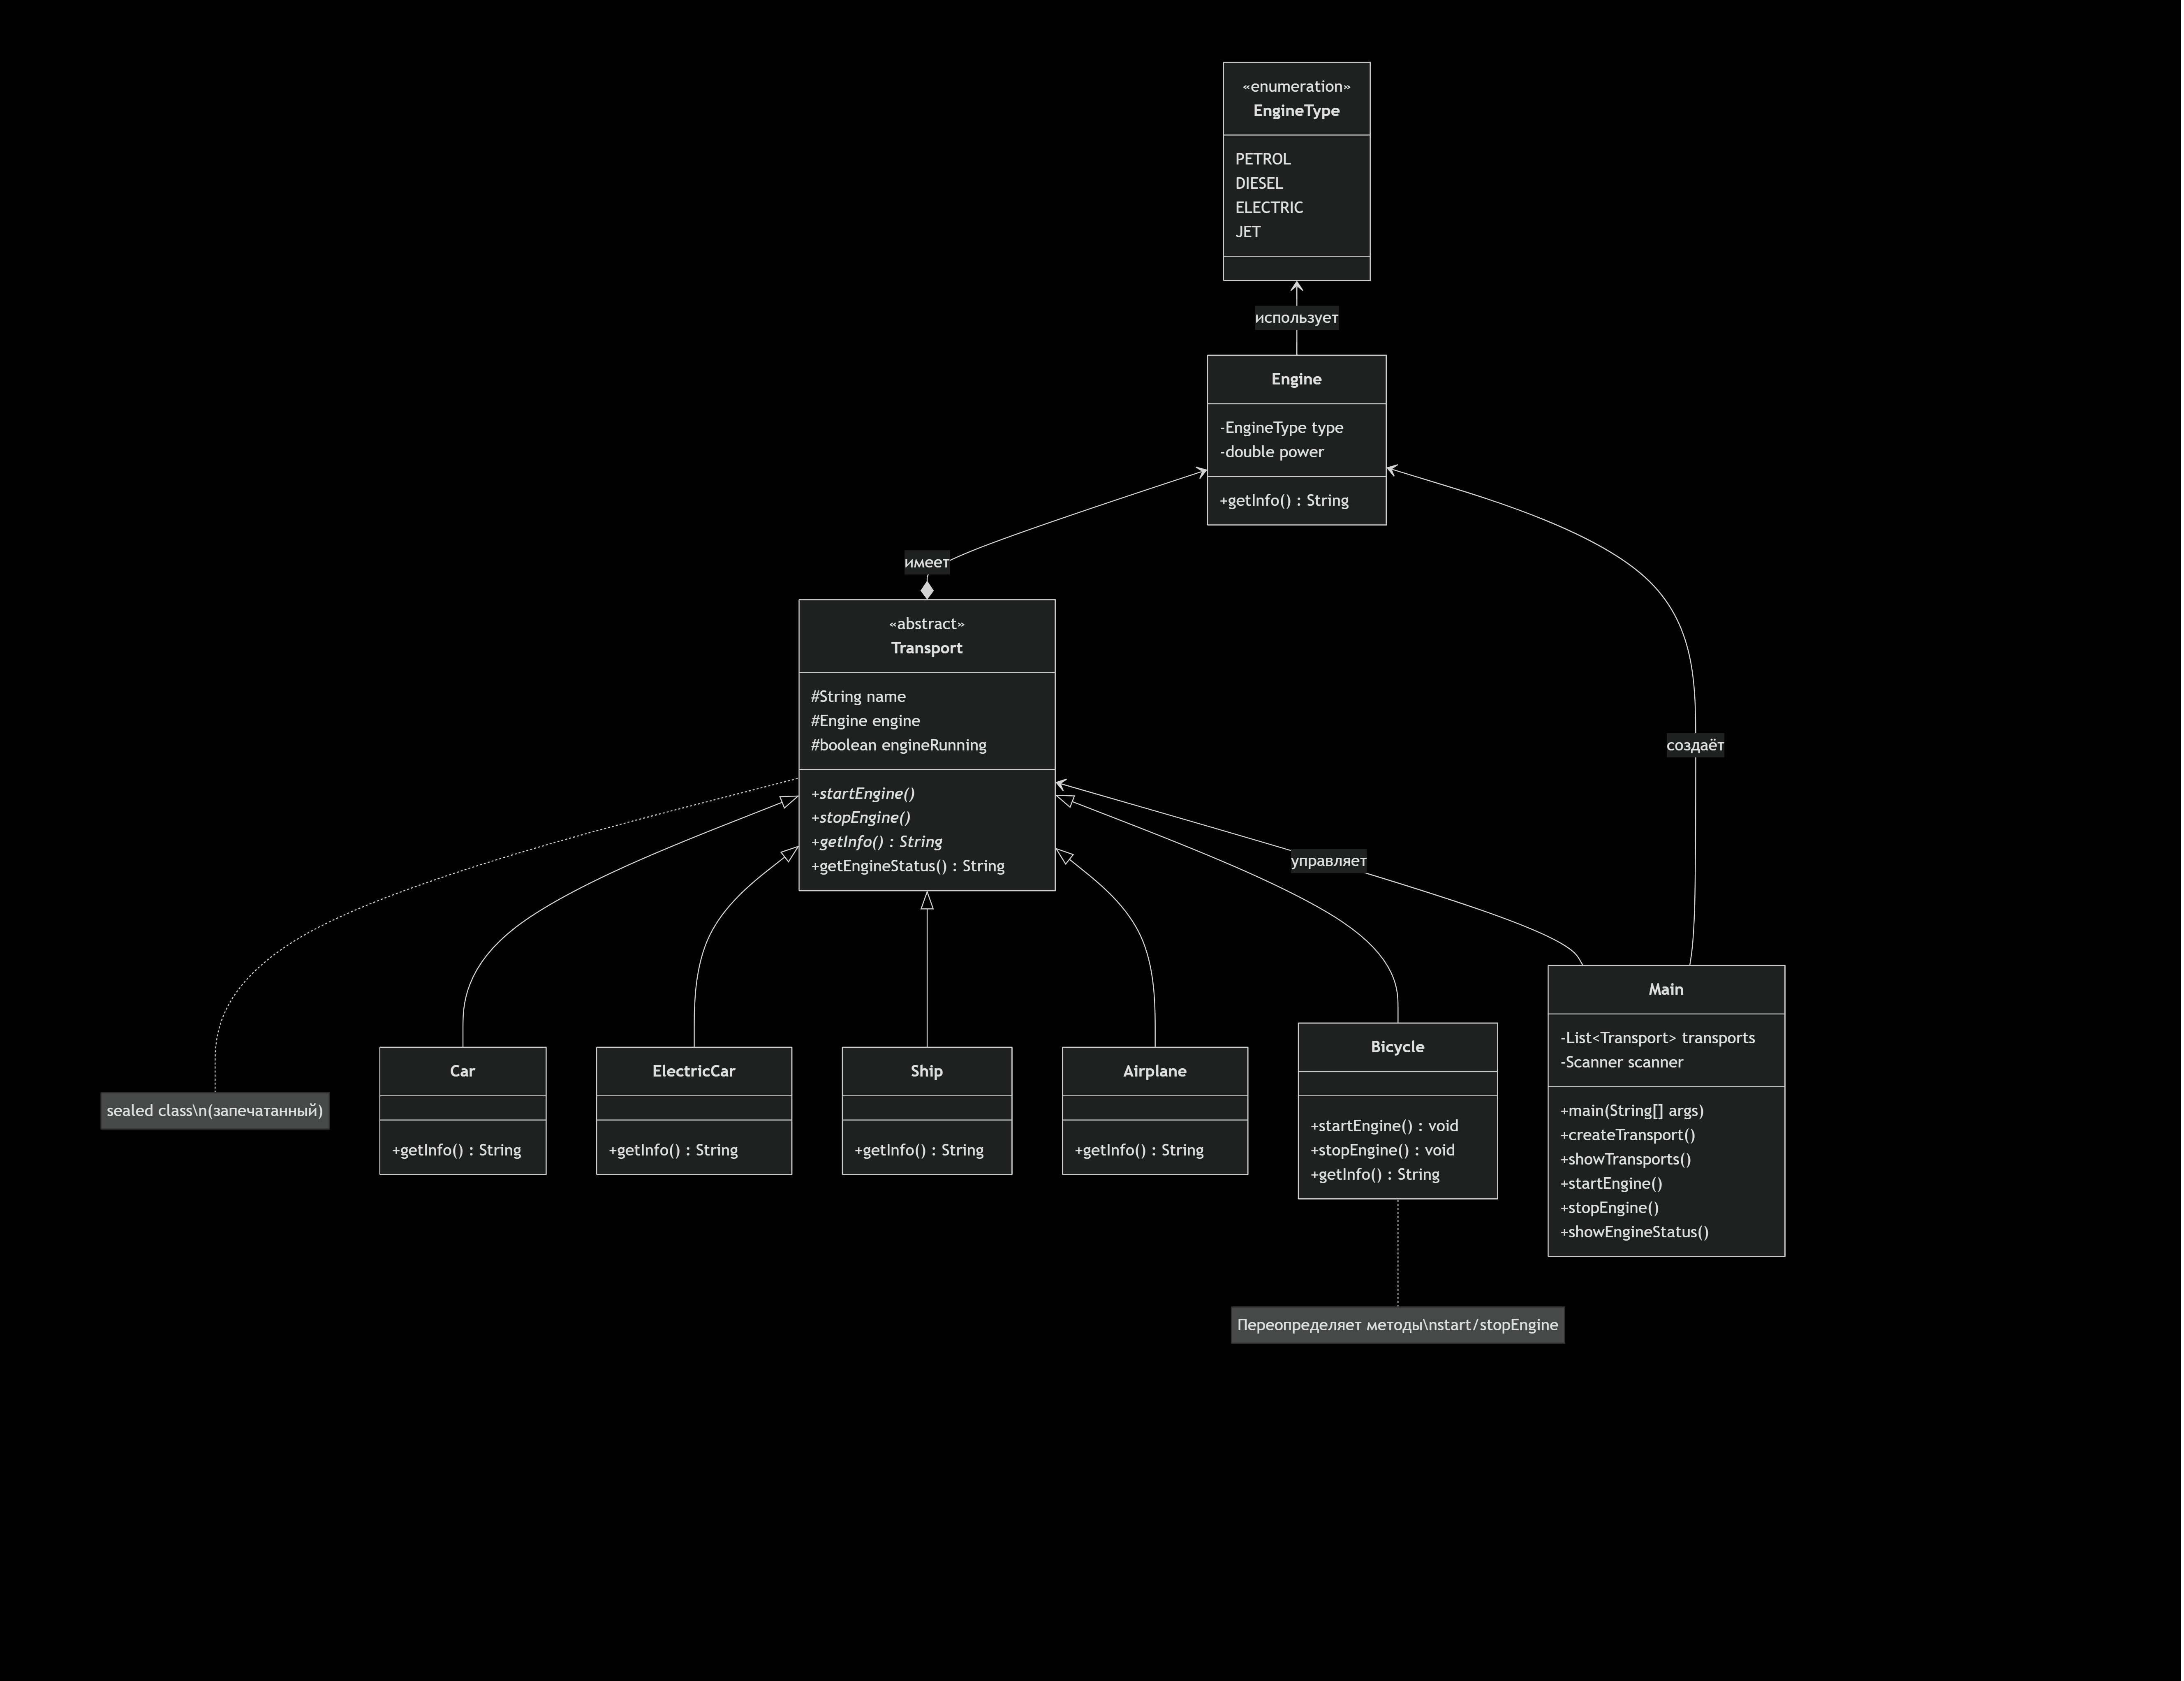 «enumeration»
EngineType
PETROL
DIESEL
ELECTRIC
JET
использует
Engine
-EngineType type
-double power
+getInfo() : String
имеет
«abstract»
Transport
#String name
#Engine engine
#boolean engineRunning
+startEngine()
+stopEngine()
+getInfo() : String
+getEngineStatus() : String
создаёт
управляет
sealed class\n(запечатанный)
Car
+getInfo() : String
ElectricCar
+getInfo() : String
Ship
+getInfo() : String
Airplane
+getInfo() : String
Bicycle
+startEngine() : void
+stopEngine() : void
+getInfo() : String
Main
-List<Transport> transports
-Scanner scanner
+main(String[] args)
+createTransport()
+showTransports()
+startEngine()
+stopEngine()
+showEngineStatus()
Переопределяет методы\nstart/stopEngine